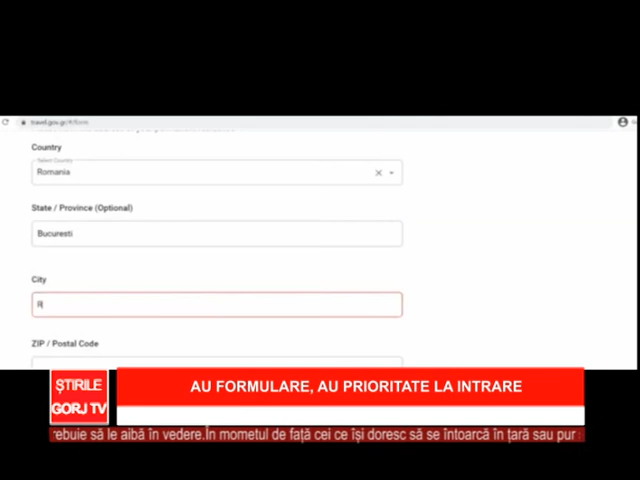 travel.gov.gr/#/form
Country
Select Country
Romania
State / Province (Optional)
Bucuresti
City
R
ZIP / Postal Code
ȘTIRILE
GORJ TV
AU FORMULARE, AU PRIORITATE LA INTRARE
rebuie să le aibă în vedere.În mometul de față cei ce își doresc să se întoarcă în țară sau pur